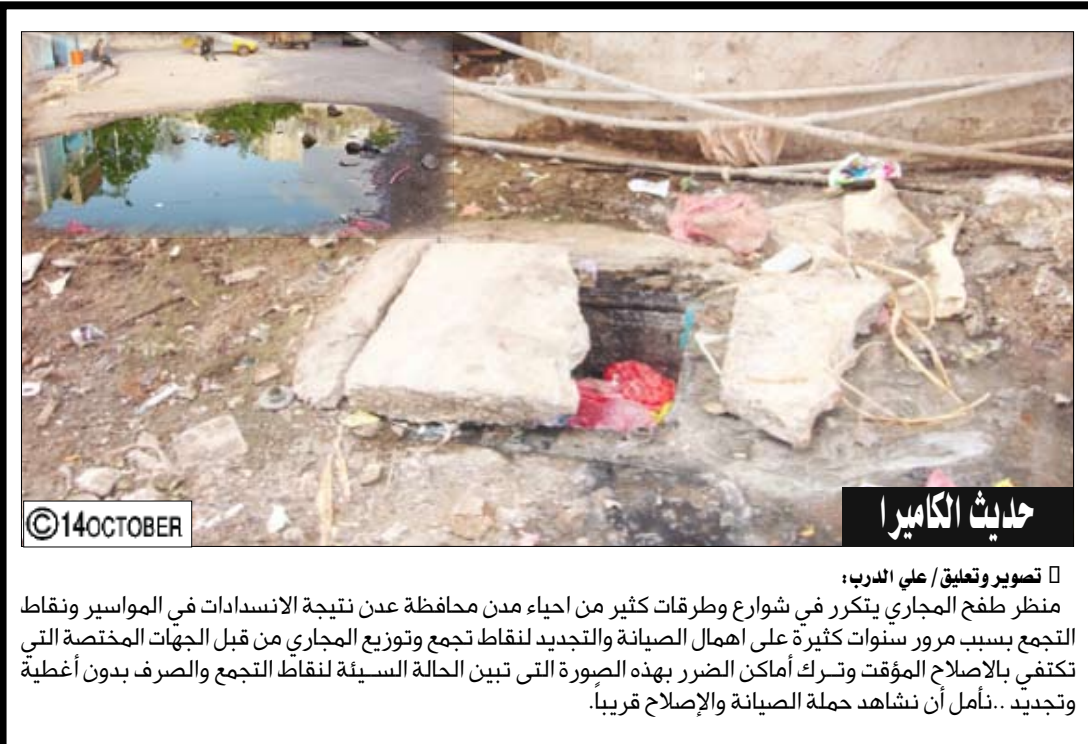 ©14OCTOBER
حديث الكاميرا
تصوير وتعليق/ علي الدرب:
منظر طفح المجاري يتكرر في شوارع وطرقات كثير من احياء مدن محافظة عدن نتيجة الانسدادات في المواسير ونقاط
التجمع بسبب مرور سنوات كثيرة على اهمال الصيانة والتجديد لنقاط تجمع وتوزيع المجاري من قبل الجهات المختصة التي
تكتفي بالاصلاح المؤقت وتــرك أماكن الضرر بهذه الصورة التى تبين الحالة الســيئة لنقاط التجمع والصرف بدون أغطية
وتجديد ..نأمل أن نشاهد حملة الصيانة والإصلاح قريباً.